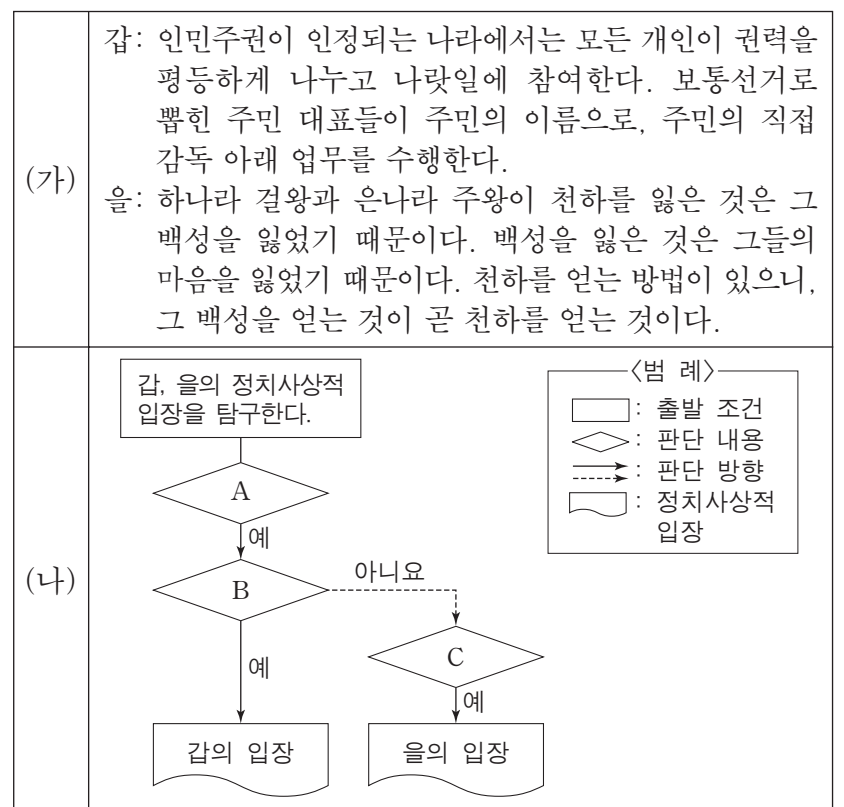 (가)
갑: 인민주권이 인정되는 나라에서는 모든 개인이 권력을
평등하게 나누고 나랏일에 참여한다. 보통선거로
뽑힌 주민 대표들이 주민의 이름으로, 주민의 직접
감독 아래 업무를 수행한다.
을: 하나라 걸왕과 은나라 주왕이 천하를 잃은 것은 그
백성을 잃었기 때문이다. 백성을 잃은 것은 그들의
마음을 잃었기 때문이다. 천하를 얻는 방법이 있으니,
그 백성을 얻는 것이 곧 천하를 얻는 것이다.
(나)
갑, 을의 정치사상적
입장을 탐구한다.
〈범 례〉
: 출발 조건
: 판단 내용
: 판단 방향
: 정치사상적
입장
A
예
B
아니요
예
C
예
갑의 입장
을의 입장